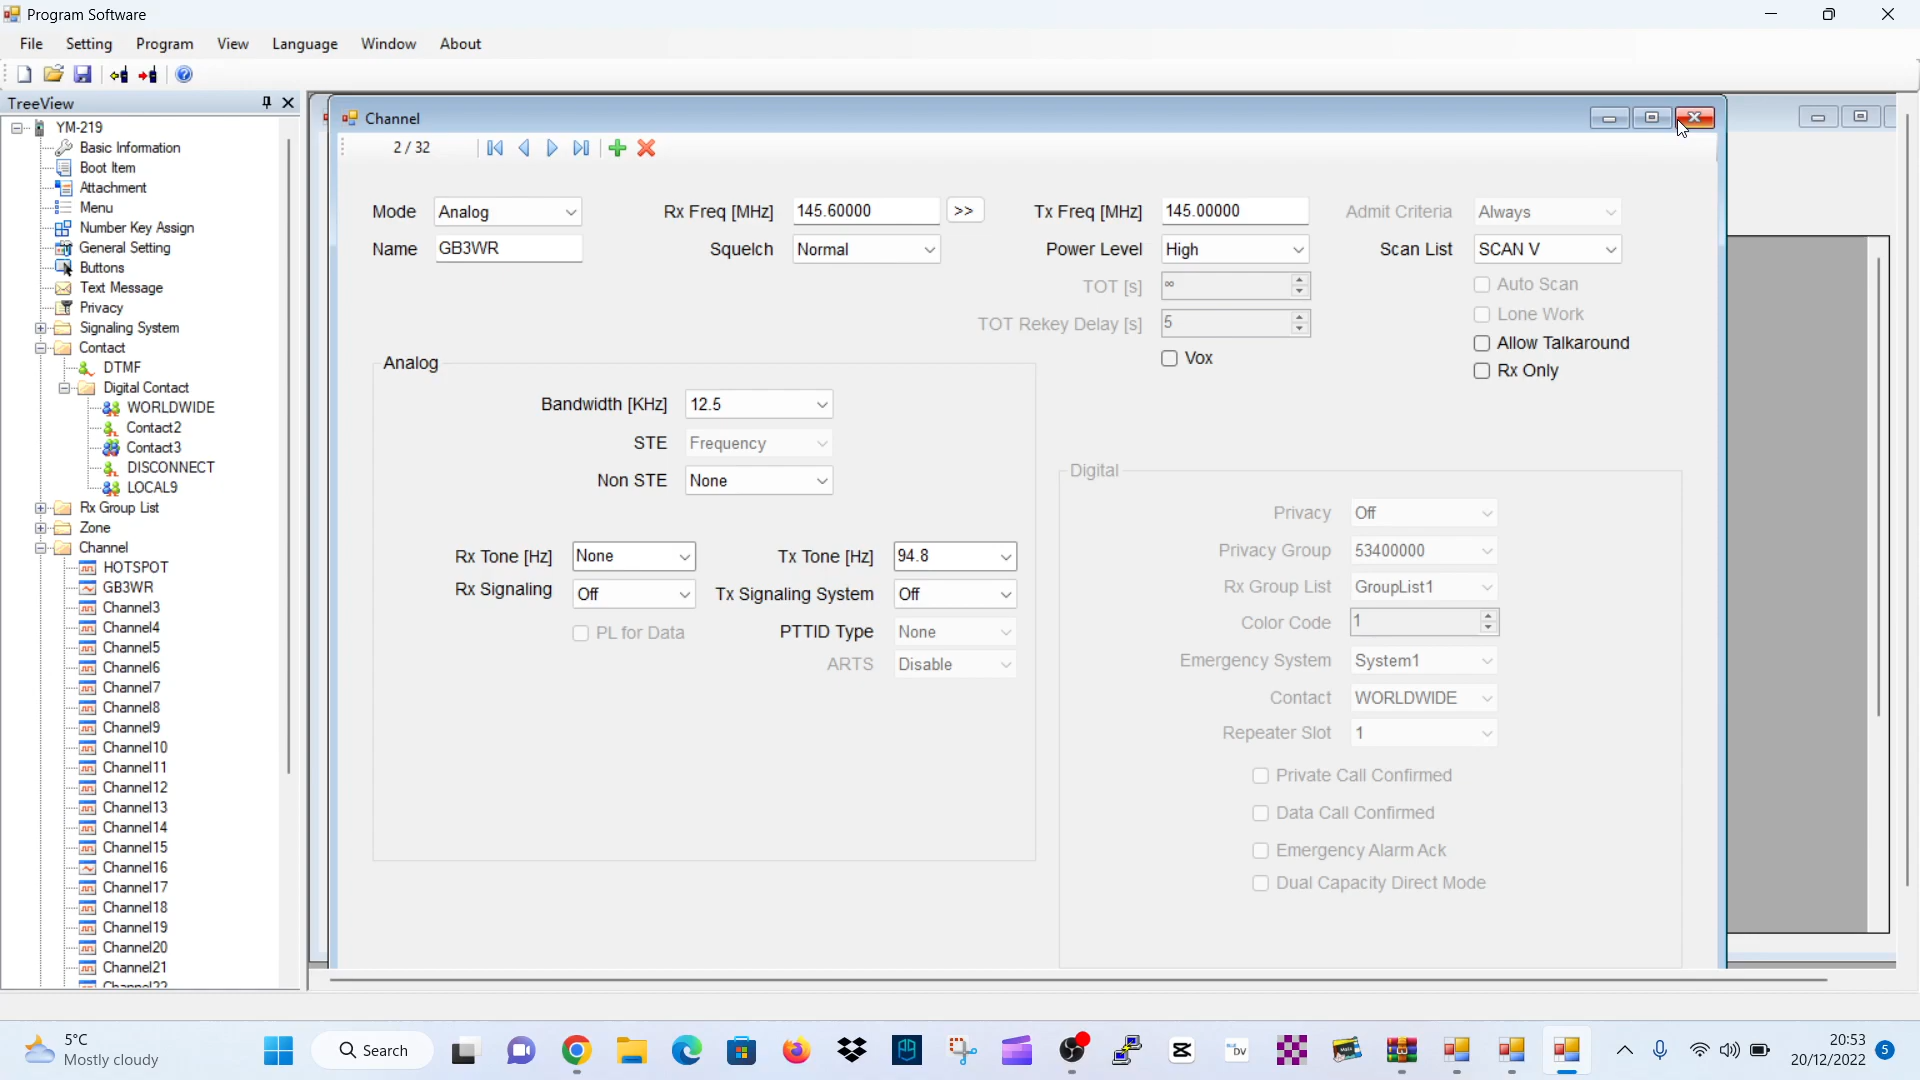 Program Software
File Setting Program View Language Window About
TreeView
YM-219
Basic Information
Boot Item
Attachment
Menu
Number Key Assign
General Setting
Buttons
Text Message
Privacy
Signaling System
Contact
DTMF
Digital Contact
WORLDWIDE
Contact2
Contact3
DISCONNECT
LOCAL9
Rx Group List
Zone
Channel
HOTSPOT
GB3WR
Channel3
Channel4
Channel5
Channel6
Channel7
Channel8
Channel9
Channel10
Channel11
Channel12
Channel13
Channel14
Channel15
Channel16
Channel17
Channel18
Channel19
Channel20
Channel21
Channel22
Channel
2 / 32
Mode Analog Rx Freq [MHz] 145.60000 >> Tx Freq [MHz] 145.00000 Admit Criteria Always
Name GB3WR Squelch Normal Power Level High Scan List SCAN V
TOT [s] ∞ Auto Scan
TOT Rekey Delay [s] 5 Lone Work
Vox Allow Talkaround
Rx Only
Analog
Bandwidth [KHz] 12.5
STE Frequency
Non STE None
Rx Tone [Hz] None Tx Tone [Hz] 94.8
Rx Signaling Off Tx Signaling System Off
PL for Data PTTID Type None
ARTS Disable
Digital
Privacy Off
Privacy Group 53400000
Rx Group List GroupList1
Color Code 1
Emergency System System1
Contact WORLDWIDE
Repeater Slot 1
Private Call Confirmed
Data Call Confirmed
Emergency Alarm Ack
Dual Capacity Direct Mode
5°C
Mostly cloudy
Search
DV
20:53
20/12/2022
5